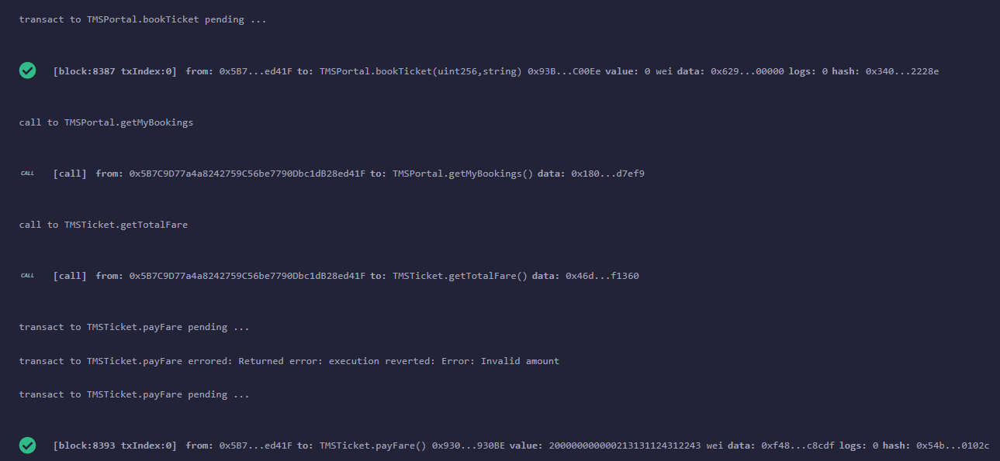 transact to TMSPortal.bookTicket pending ...
[block:8387 txIndex:0] from: 0x5B7...ed41F to: TMSPortal.bookTicket(uint256,string) 0x93B...C00Ee value: 0 wei data: 0x629...00000 logs: 0 hash: 0x340...2228e
call to TMSPortal.getMyBookings
CALL [call] from: 0x5B7C9D77a4a8242759C56be7790Dbc1dB28ed41F to: TMSPortal.getMyBookings() data: 0x180...d7ef9
call to TMSTicket.getTotalFare
CALL [call] from: 0x5B7C9D77a4a8242759C56be7790Dbc1dB28ed41F to: TMSTicket.getTotalFare() data: 0x46d...f1360
transact to TMSTicket.payFare pending ...
transact to TMSTicket.payFare errored: Returned error: execution reverted: Error: Invalid amount
transact to TMSTicket.payFare pending ...
[block:8393 txIndex:0] from: 0x5B7...ed41F to: TMSTicket.payFare() 0x930...930BE value: 200000000000213131124312243 wei data: 0xf48...c8cdf logs: 0 hash: 0x54b...0102c